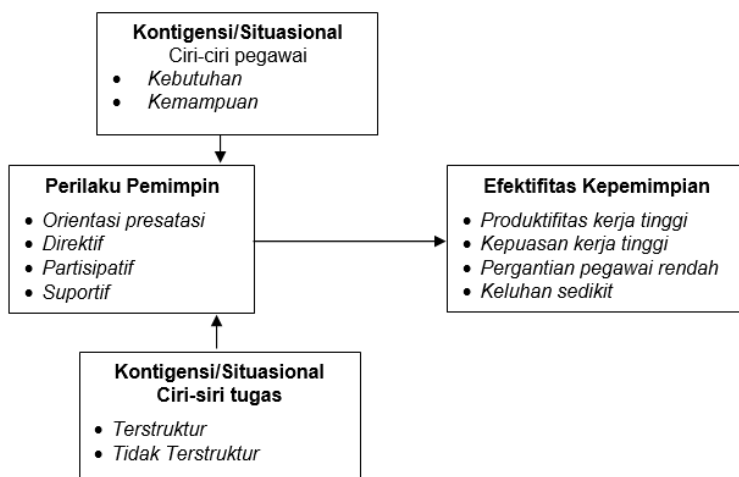 Kontigensi/Situasional
Ciri-ciri pegawai
• Kebutuhan
• Kemampuan
Perilaku Pemimpin
• Orientasi presatasi
• Direktif
• Partisipatif
• Suportif
Efektifitas Kepemimpian
• Produktifitas kerja tinggi
• Kepuasan kerja tinggi
• Pergantian pegawai rendah
• Keluhan sedikit
Kontigensi/Situasional
Ciri-siri tugas
• Terstruktur
• Tidak Terstruktur